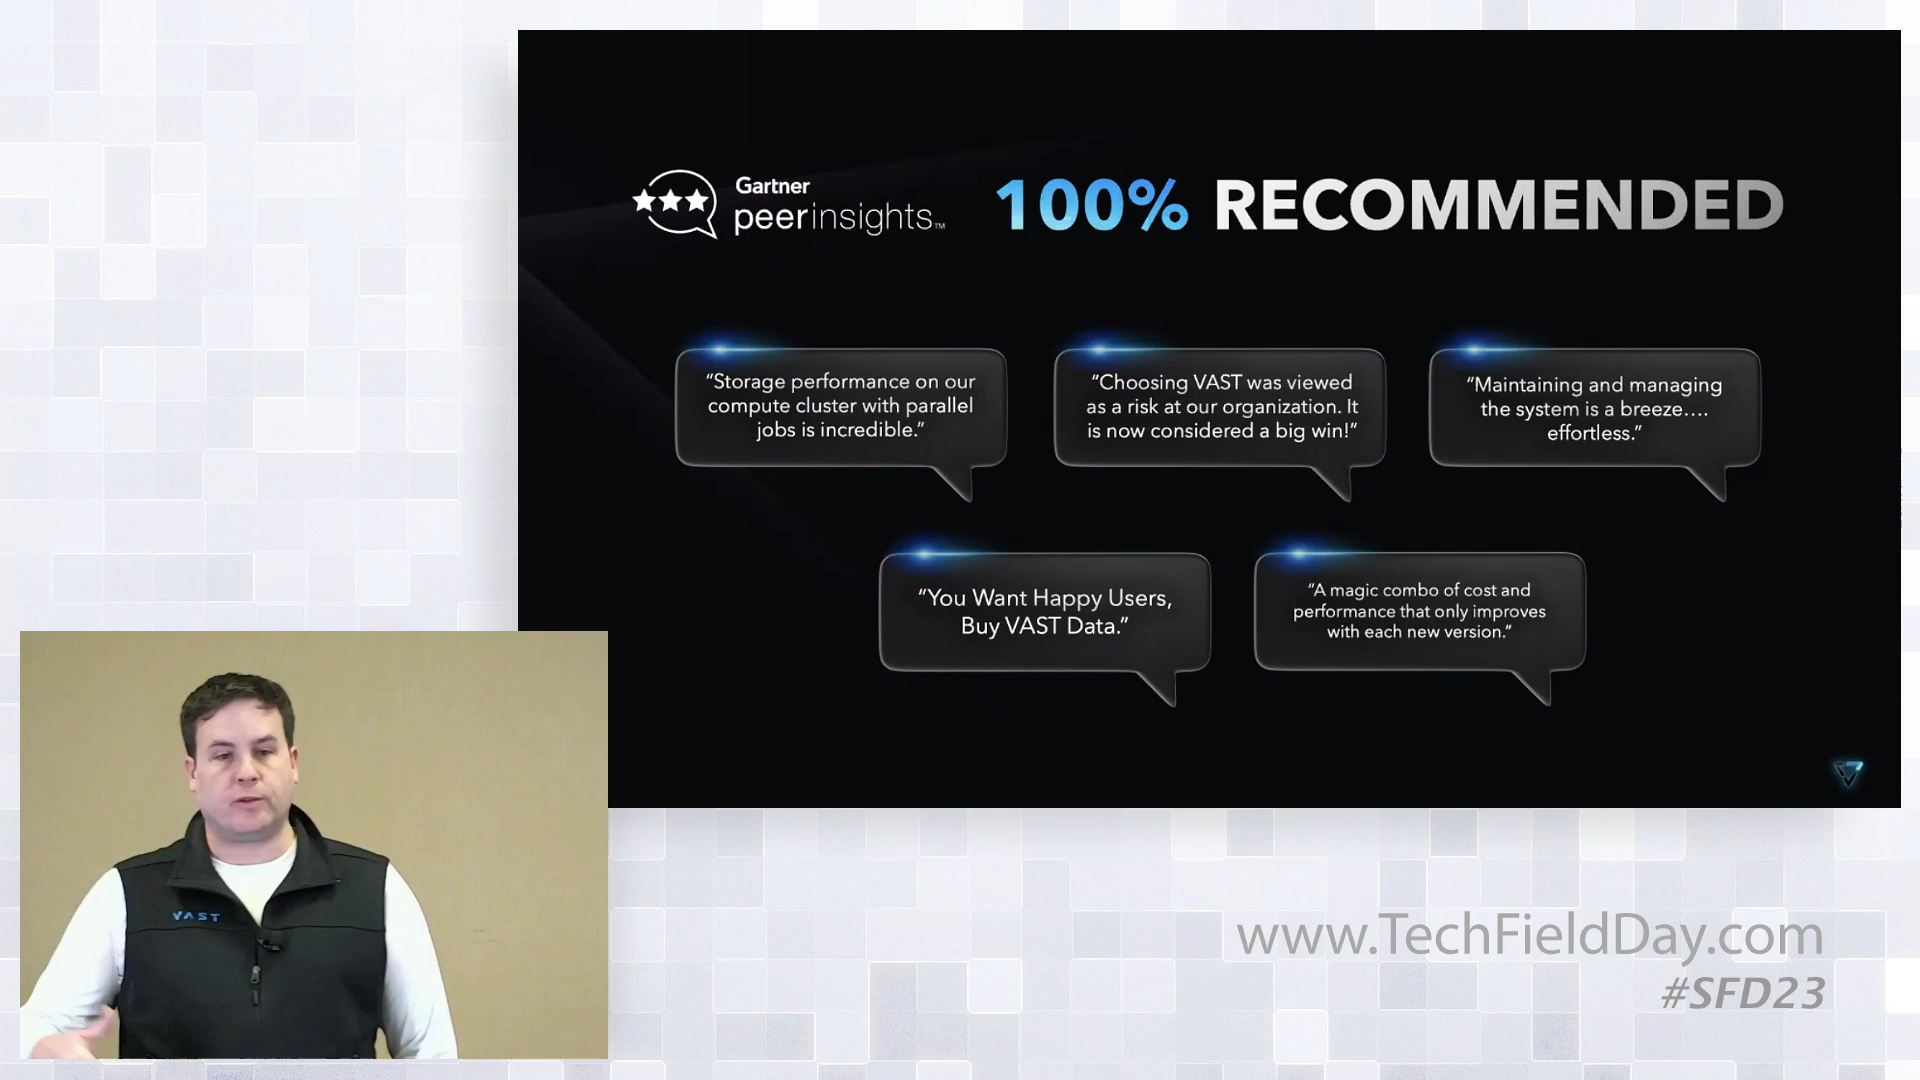 Gartner
peerinsights™
100% RECOMMENDED
“Storage performance on our
compute cluster with parallel
jobs is incredible.”
“Choosing VAST was viewed
as a risk at our organization. It
is now considered a big win!”
“Maintaining and managing
the system is a breeze....
effortless.”
“You Want Happy Users,
Buy VAST Data.”
“A magic combo of cost and
performance that only improves
with each new version.”
VAST
www.TechFieldDay.com
#SFD23